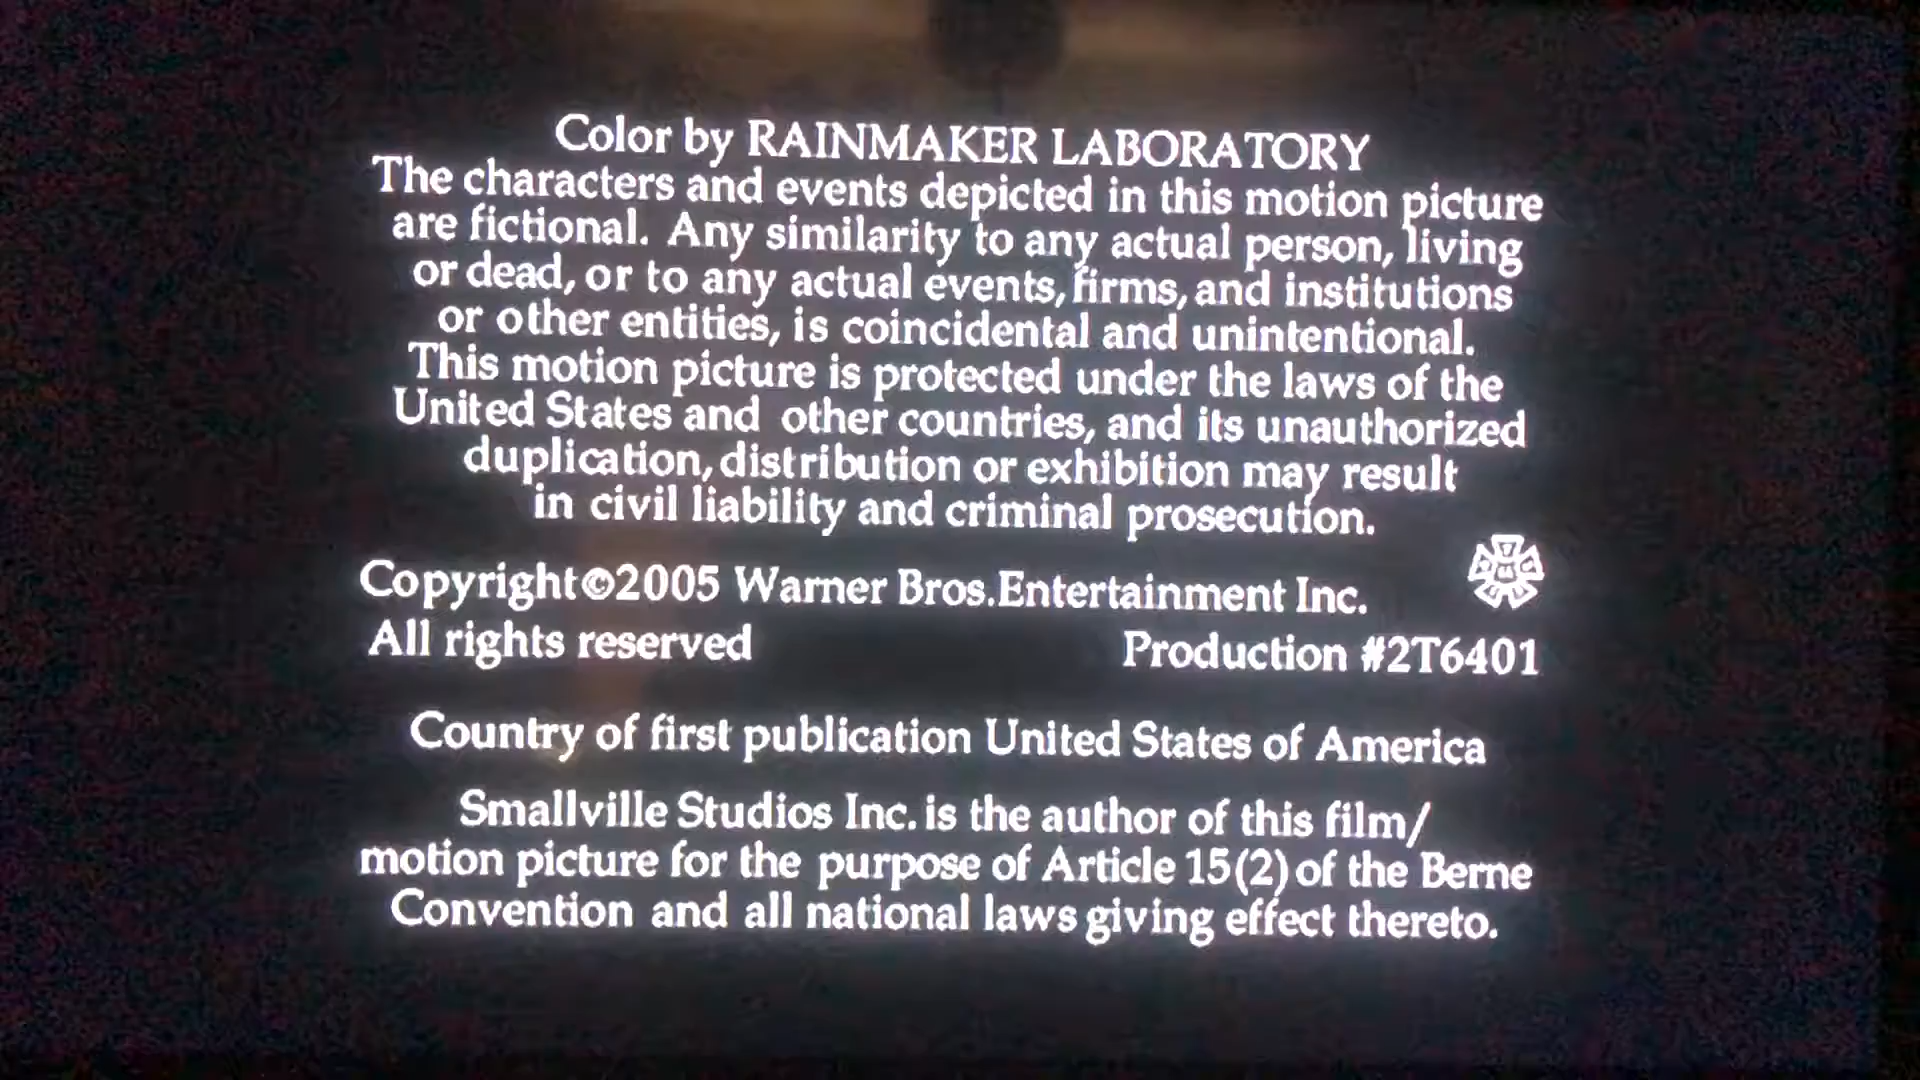 Color by RAINMAKER LABORATORY
The characters and events depicted in this motion picture
are fictional. Any similarity to any actual person, living
or dead, or to any actual events, firms, and institutions
or other entities, is coincidental and unintentional.
This motion picture is protected under the laws of the
United States and other countries, and its unauthorized
duplication, distribution or exhibition may result
in civil liability and criminal prosecution.
Copyright©2005 Warner Bros.Entertainment Inc.
All rights reserved Production #2T6401
Country of first publication United States of America
Smallville Studios Inc. is the author of this film/
motion picture for the purpose of Article 15(2) of the Berne
Convention and all national laws giving effect thereto.